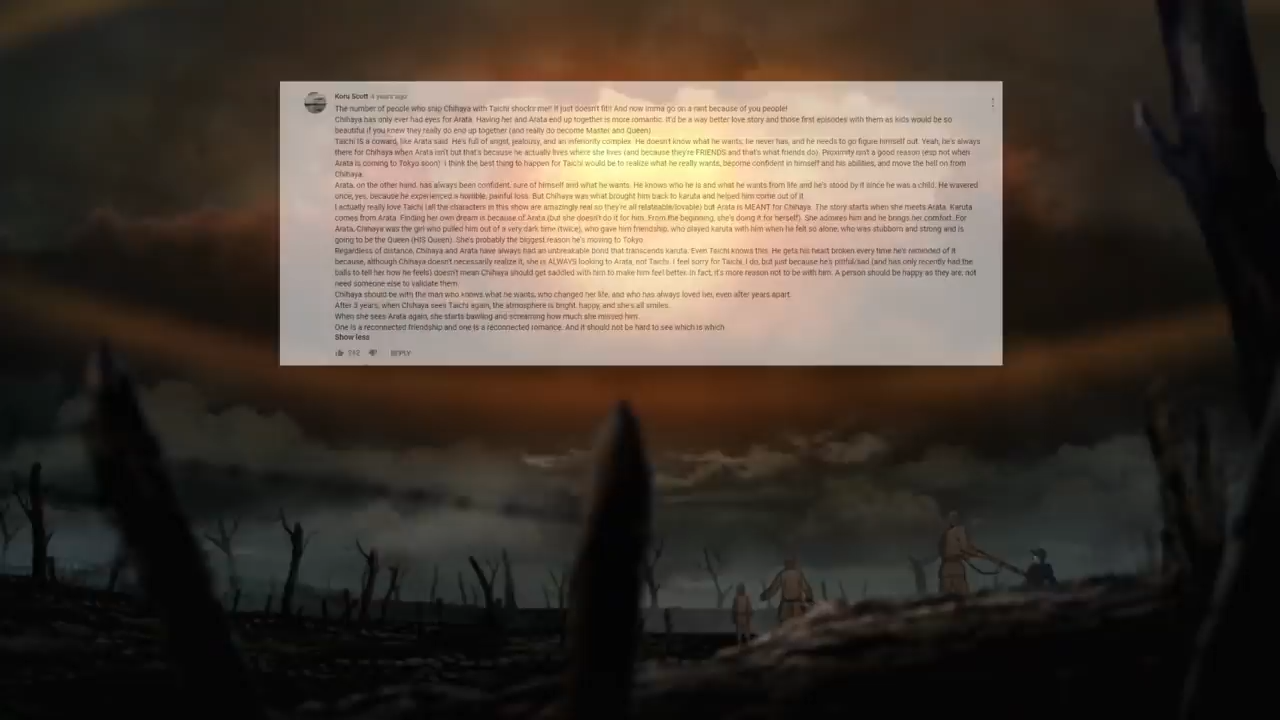 Koru Scott 4 years ago
The number of people who ship Chihaya with Taichi shocks me!! It just doesn't fit! And now imma go on a rant because of you people!
Chihaya has only ever had eyes for Arata. Having her and Arata end up together is more romantic. It'd be a way better love story and those first episodes with them as kids would be so
beautiful if you knew they really do end up together (and really do become Master and Queen)
Taichi IS a coward, like Arata said. He's full of angst, jealousy, and an inferiority complex. He doesn't know what he wants, he never has, and he needs to go figure himself out. Yeah, he's always
there for Chihaya when Arata isn't but that's because he actually lives where she lives (and because they're FRIENDS and that's what friends do). Proximity isn't a good reason (esp not when
Arata is coming to Tokyo soon). I think the best thing to happen for Taichi would be to realize what he really wants, become confident in himself and his abilities, and move the hell on from
Chihaya.
Arata, on the other hand, has always been confident, sure of himself and what he wants. He knows who he is and what he wants from life and he's stood by it since he was a child. He wavered
once, yes, because he experienced a horrible, painful loss. But Chihaya was what brought him back to karuta and helped him come out of it
I actually really love Taichi (all the characters in this show are amazingly real so they're all relatable/lovable) but Arata is MEANT for Chihaya. The story starts when she meets Arata. Karuta
comes from Arata. Finding her own dream is because of Arata (but she doesn't do it for him. From the beginning, she's doing it for herself). She admires him and he brings her comfort. For
Arata, Chihaya was the girl who pulled him out of a very dark time (twice), who gave him friendship, who played karuta with him when he felt so alone, who was stubborn and strong and is
going to be the Queen (HIS Queen). She's probably the biggest reason he's moving to Tokyo
Regardless of distance, Chihaya and Arata have always had an unbreakable bond that transcends karuta. Even Taichi knows this. He gets his head broken every time he's reminded of it
because, although Chihaya doesn't necessarily realize it, she is ALWAYS looking to Arata, not Taichi. I feel sorry for Taichi, I do, but just because he's pitiful/sad (and has only recently had the
balls to tell her how he feels) doesn't mean Chihaya should get saddled with him to make him feel better. In fact, it's more reason not to be with him. A person should be happy as they are, not
need someone else to validate them.
Chihaya should be with the man who knows what he wants, who changed her life, and who has always loved her, even after years apart.
After 3 years, when Chihaya sees Taichi again, the atmosphere is bright, happy, and she's all smiles.
When she sees Arata again, she starts bawling and screaming how much she missed him.
One is a reconnected friendship and one is a reconnected romance. And it should not be hard to see which is which
Show less
REPLY